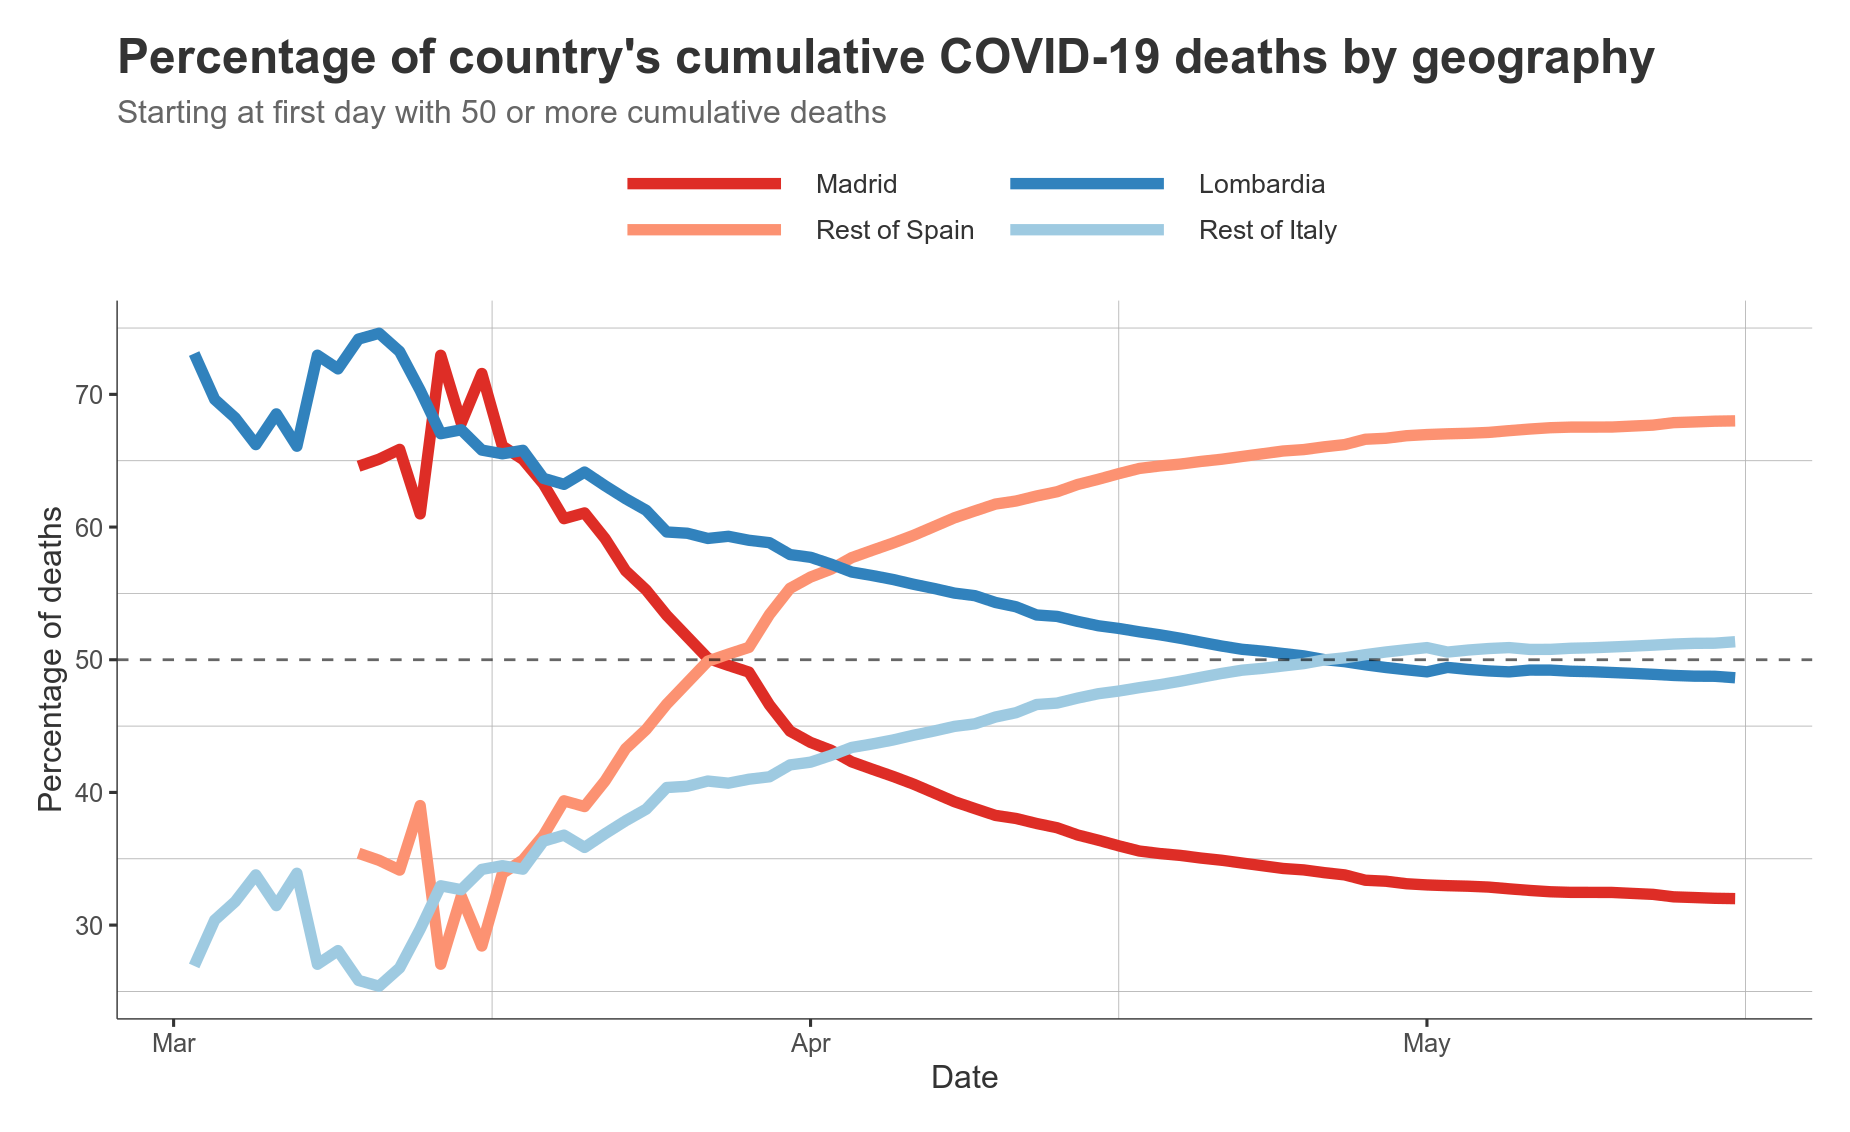 Percentage of country's cumulative COVID-19 deaths by geography
Starting at first day with 50 or more cumulative deaths
Madrid
Lombardia
Rest of Spain
Rest of Italy
Percentage of deaths
70
60
50
40
30
Mar
Apr
May
Date